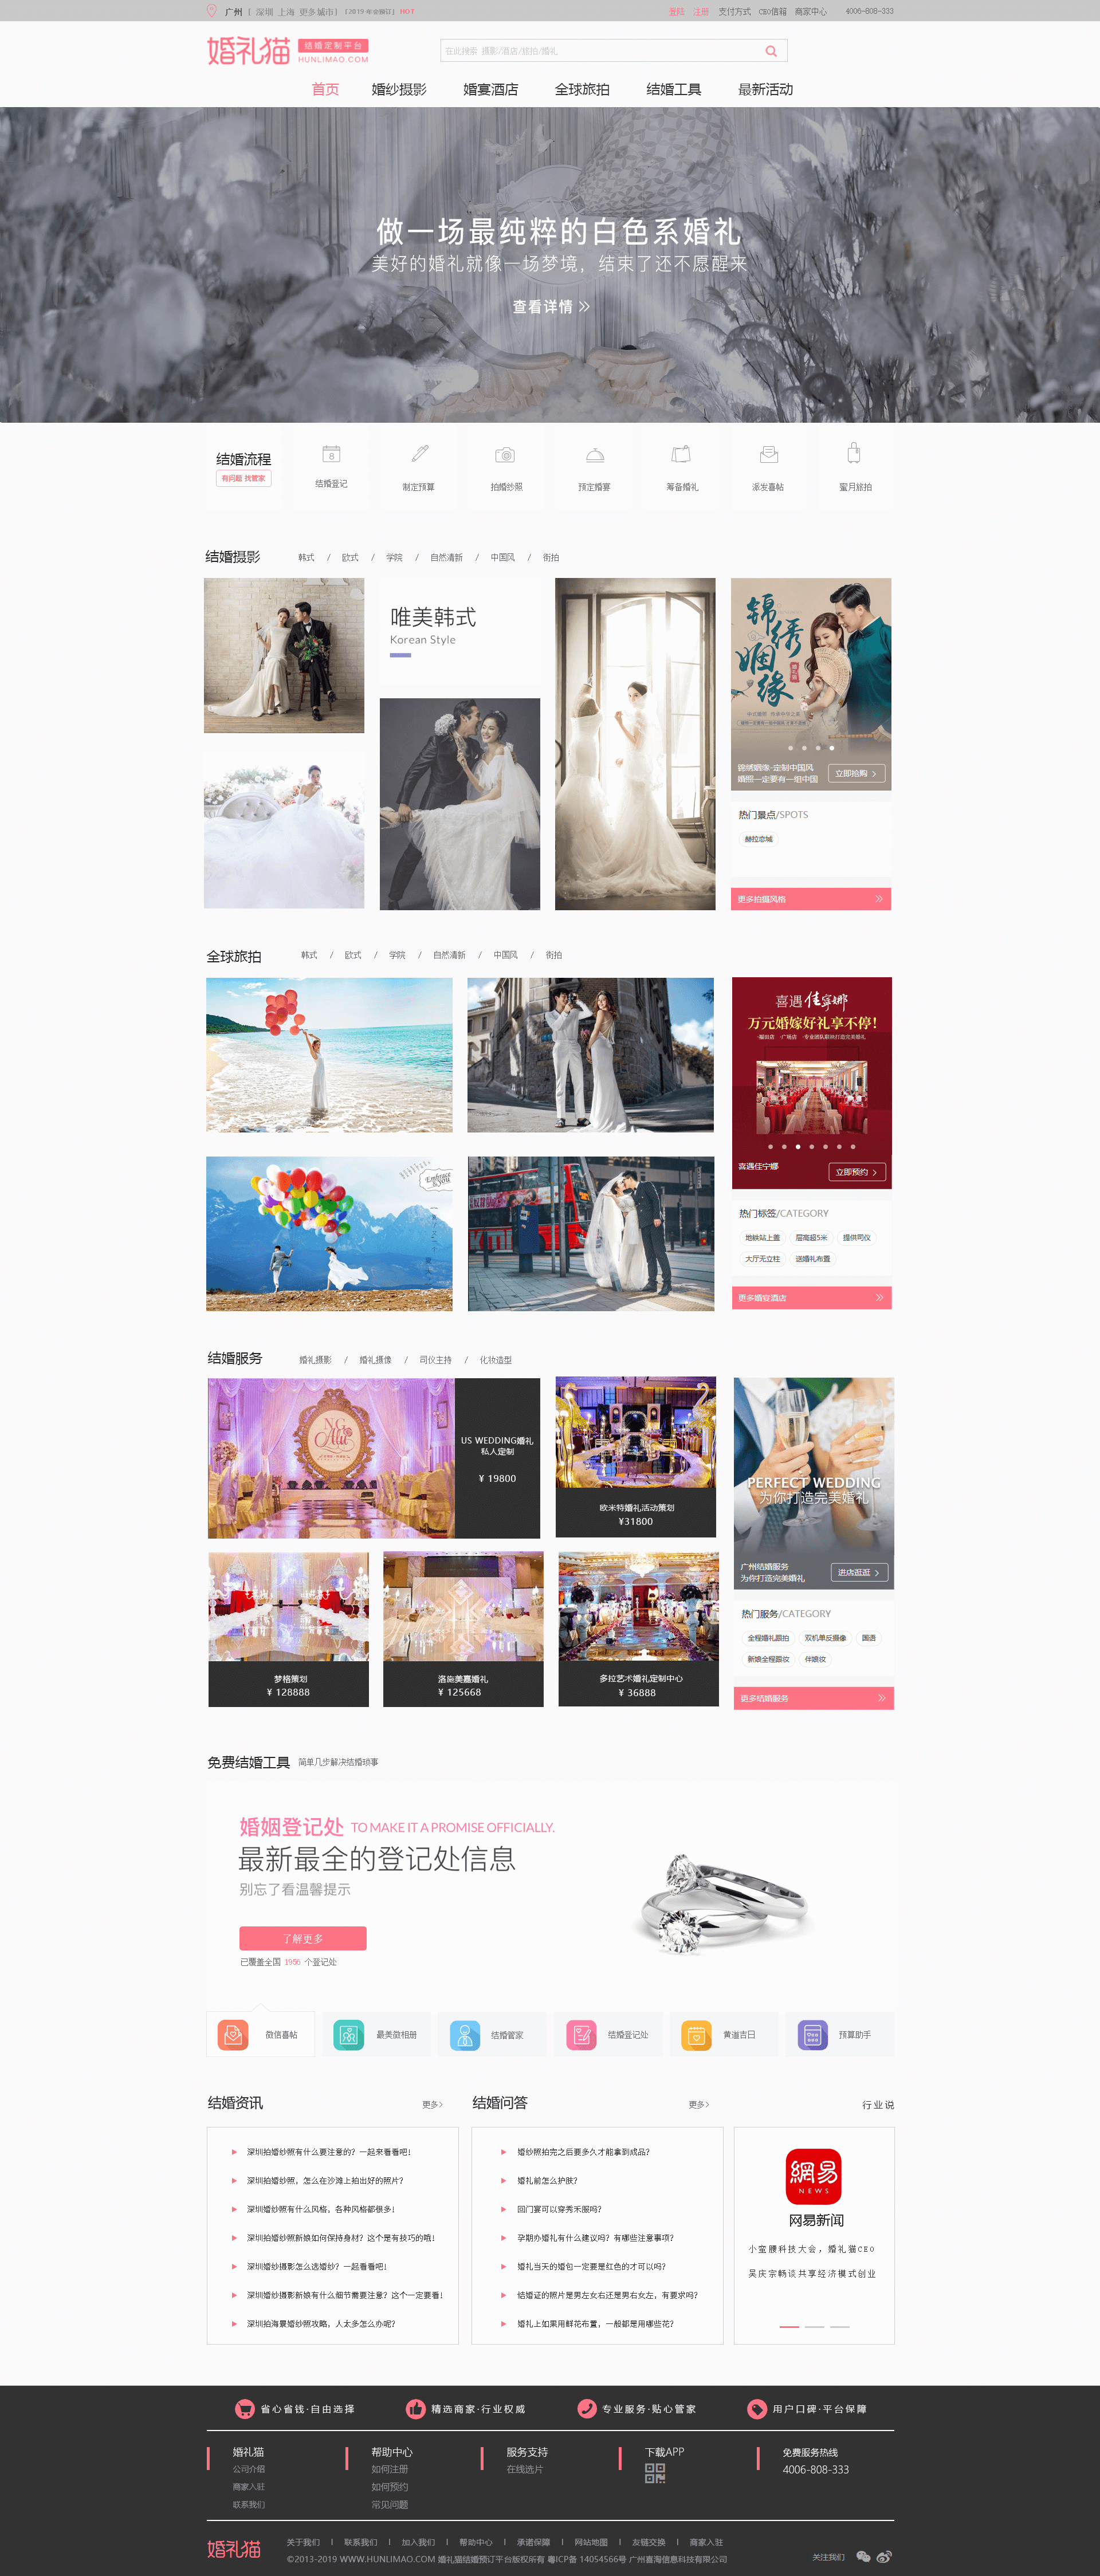 广州 [ 深圳 上海 更多城市] [2019 年会预订] HOT
登陆 注册 支付方式 CEO信箱 商家中心 4006-808-333
婚礼猫 结婚定制平台
HUNLIMAO.COM
在此搜索 摄影/酒店/旅拍/婚礼
首页 婚纱摄影 婚宴酒店 全球旅拍 结婚工具 最新活动
做一场最纯粹的白色系婚礼
美好的婚礼就像一场梦境，结束了还不愿醒来
查看详情
结婚流程
有问题 找管家
8
结婚登记 制定预算 拍婚纱照 预定婚宴 筹备婚礼 派发喜帖 蜜月旅拍
结婚摄影 韩式 / 欧式 / 学院 / 自然清新 / 中国风 / 街拍
唯美韩式
Korean Style
锦绣姻缘
锦绣姻缘·定制中国风
婚照一定要有一组中国
立即抢购
热门景点/SPOTS
赫拉恋城
更多拍摄风格
全球旅拍 韩式 / 欧式 / 学院 / 自然清新 / 中国风 / 街拍
喜遇佳宁娜
万元婚嫁好礼享不停!
喜遇佳宁娜
立即预约
热门标签/CATEGORY
地铁站上盖 层高超5米 提供司仪
大厅无立柱 送婚礼布置
更多婚宴酒店
结婚服务 婚礼摄影 / 婚礼摄像 / 司仪主持 / 化妆造型
US WEDDING婚礼
私人定制
¥ 19800
欧米特婚礼活动策划
¥31800
PERFECT WEDDING
为你打造完美婚礼
广州结婚服务
为你打造完美婚礼
进店逛逛
梦格策划
¥ 128888
洛施美嘉婚礼
¥ 125668
多拉艺术婚礼定制中心
¥ 36888
热门服务/CATEGORY
全程婚礼跟拍 双机单反摄像 国语
新娘全程跟妆 伴娘妆
更多结婚服务
免费结婚工具 简单几步解决结婚琐事
婚姻登记处 TO MAKE IT A PROMISE OFFICIALLY.
最新最全的登记处信息
别忘了看温馨提示
了解更多
已覆盖全国 1956 个登记处
微信喜帖 最美微相册 结婚管家 结婚登记处 黄道吉日 预算助手
结婚资讯 更多>
深圳拍婚纱照有什么要注意的？一起来看看吧！
深圳拍婚纱照，怎么在沙滩上拍出好的照片？
深圳婚纱照有什么风格，各种风格都很多！
深圳拍婚纱照新娘如何保持身材？这个是有技巧的哦！
深圳婚纱摄影怎么选婚纱？一起看看吧！
深圳婚纱摄影新娘有什么细节需要注意？这个一定要看！
深圳拍海景婚纱照攻略，人太多怎么办呢？
结婚问答 更多>
婚纱照拍完之后要多久才能拿到成品？
婚礼前怎么护肤？
回门宴可以穿秀禾服吗？
孕期办婚礼有什么建议吗？有哪些注意事项？
婚礼当天的婚包一定要是红色的才可以吗？
结婚证的照片是男左女右还是男右女左，有要求吗？
婚礼上如果用鲜花布置，一般都是用哪些花？
行业说
網易
NEWS
网易新闻
小蛮腰科技大会，婚礼猫CEO
吴庆宗畅谈共享经济模式创业
省心省钱·自由选择 精选商家·行业权威 专业服务·贴心管家 用户口碑·平台保障
婚礼猫
公司介绍
商家入驻
联系我们
帮助中心
如何注册
如何预约
常见问题
服务支持
在线选片
下载APP
免费服务热线
4006-808-333
婚礼猫
关于我们 | 联系我们 | 加入我们 | 帮助中心 | 承诺保障 | 网站地图 | 友链交换 | 商家入驻
©2013-2019 WWW.HUNLIMAO.COM 婚礼猫结婚预订平台版权所有 粤ICP备 14054566号 广州喜淘信息科技有限公司
关注我们